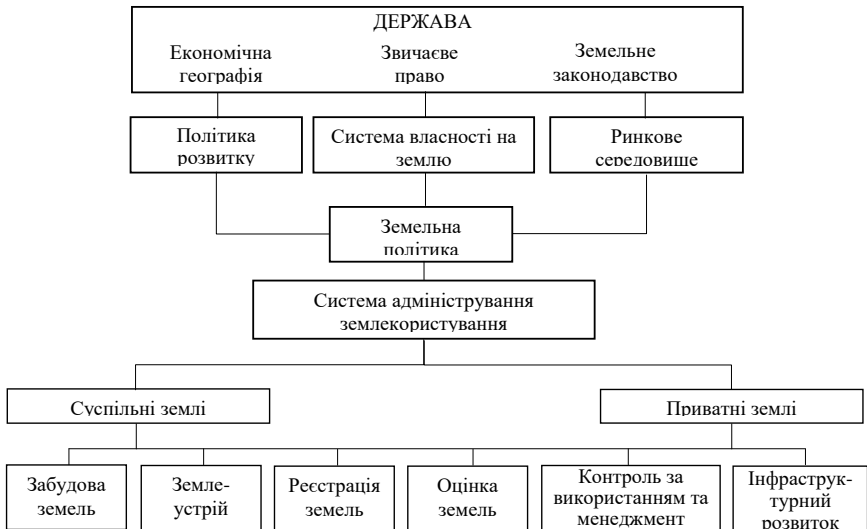 ДЕРЖАВА
Економічна
географія
Звичаєве
право
Земельне
законодавство
Політика
розвитку
Система власності на
землю
Ринкове
середовише
Земельна
політика
Система адміністрування
землекористування
Суспільні землі
Приватні землі
Забудова
земель
Земле-
устрій
Реєстрація
земель
Оцінка
земель
Контроль за
використанням та
менеджмент
Інфраструк-
турний
розвиток